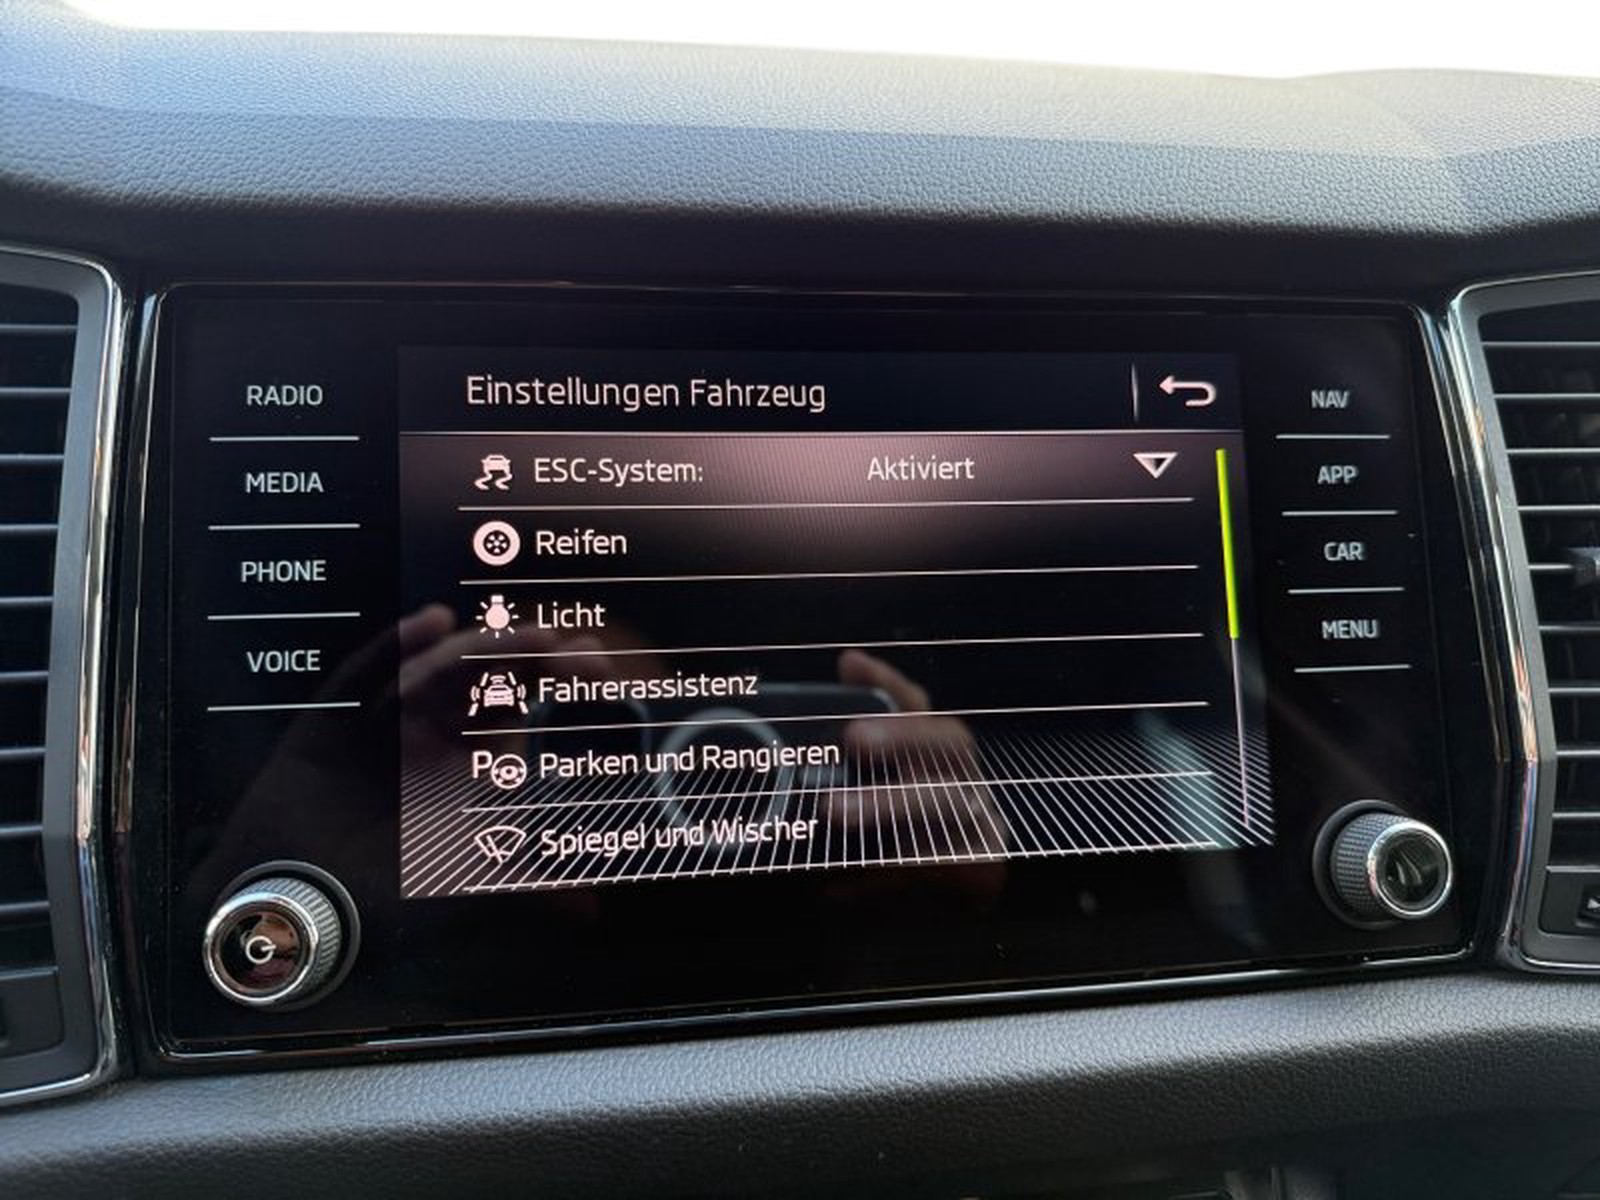 RADIO
MEDIA
PHONE
VOICE
Einstellungen Fahrzeug
ESC-System: Aktiviert
Reifen
Licht
Fahrerassistenz
P Parken und Rangieren
Spiegel und Wischer
NAV
APP
CAR
MENU